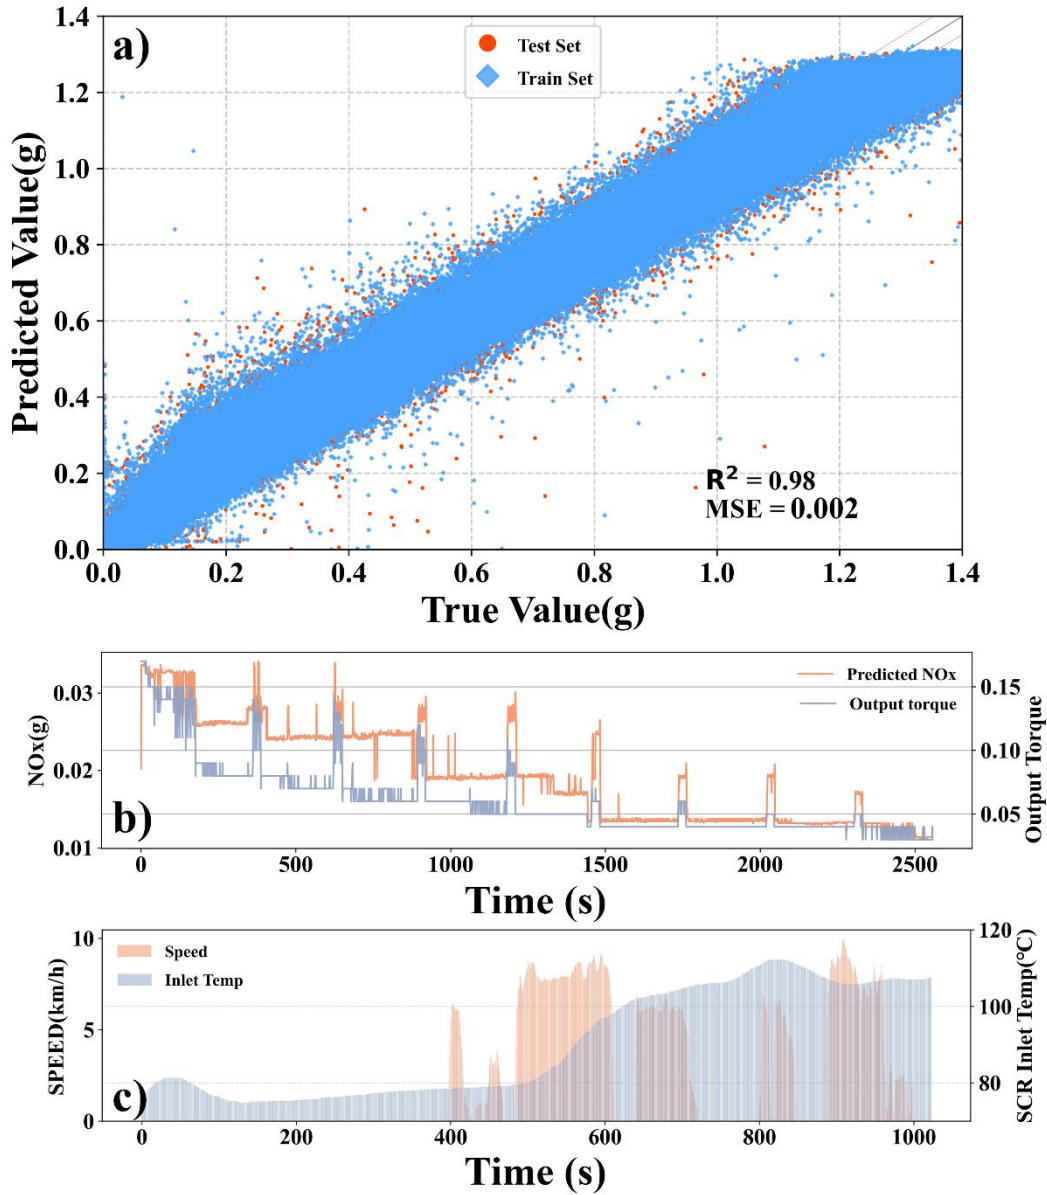 a)
Test Set
Train Set
Predicted Value(g)
1.4
1.2
1.0
0.8
0.6
0.4
0.2
0.0
R² = 0.98
MSE = 0.002
0.0 0.2 0.4 0.6 0.8 1.0 1.2 1.4
True Value(g)
b)
Predicted NOx
Output torque
NOx(g)
0.03
0.02
0.01
Output Torque
0.15
0.10
0.05
0 500 1000 1500 2000 2500
Time (s)
c)
Speed
Inlet Temp
SPEED(km/h)
10
5
0
SCR Inlet Temp(°C)
120
100
80
0 200 400 600 800 1000
Time (s)